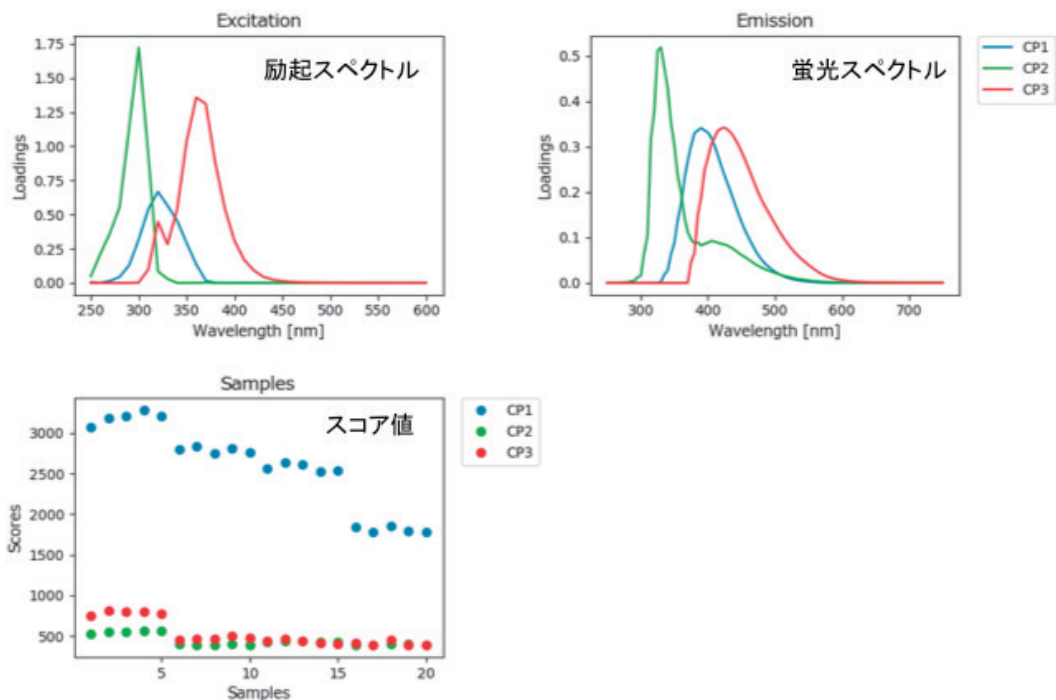 Excitation
励起スペクトル
1.75
1.50
1.25
1.00
0.75
0.50
0.25
0.00
Loadings
250 300 350 400 450 500 550 600
Wavelength [nm]
Emission
蛍光スペクトル
0.5
0.4
0.3
0.2
0.1
0.0
Loadings
300 400 500 600 700
Wavelength [nm]
CP1
CP2
CP3
Samples
スコア値
3000
2500
2000
1500
1000
500
Scores
5 10 15 20
Samples
CP1
CP2
CP3